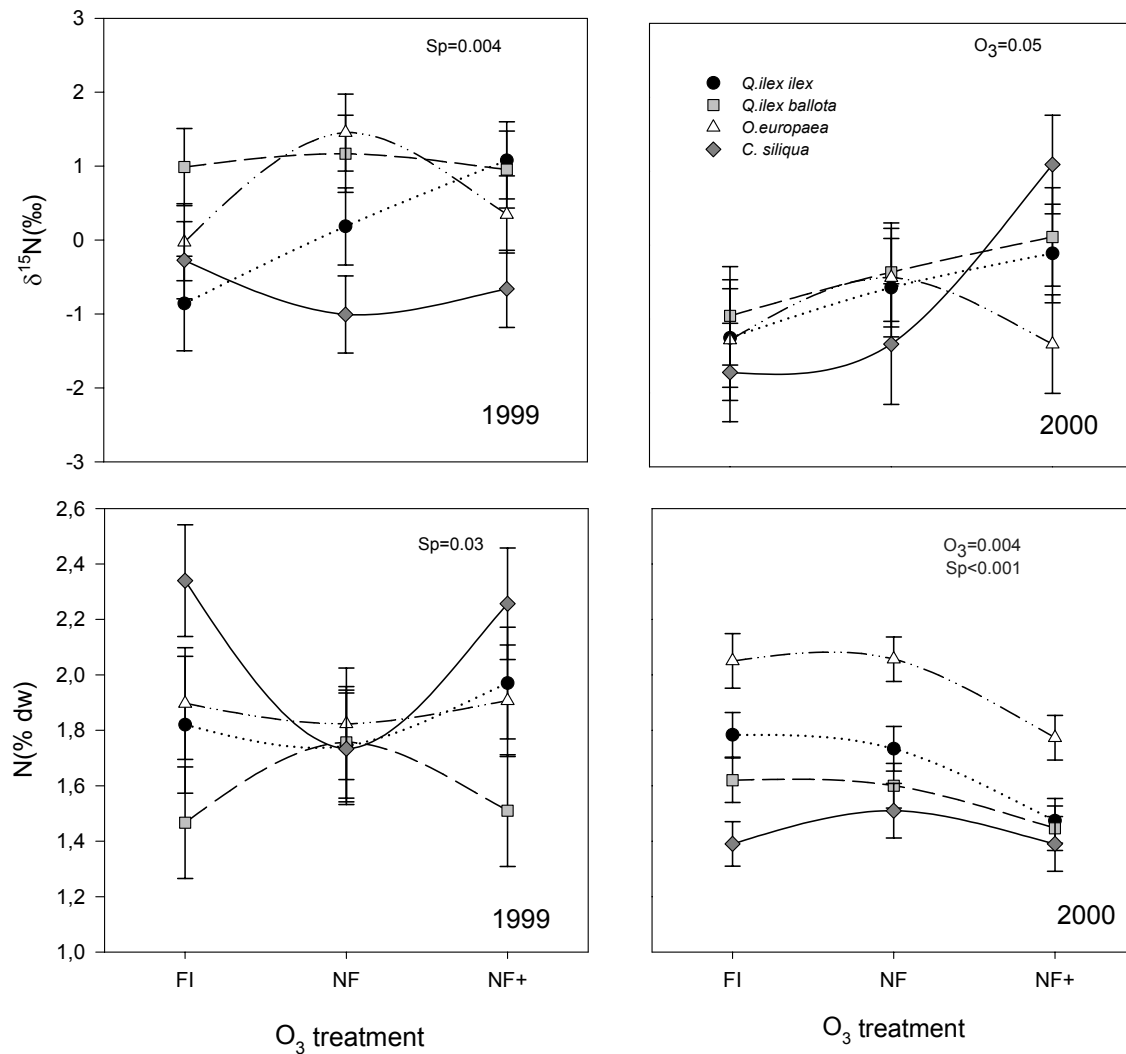 3
2
1
0
-1
-2
-3
δ¹⁵N(‰)
Sp=0.004
1999
O₃=0.05
Q.ilex ilex
Q.ilex ballota
O.europaea
C. siliqua
2000
2,6
2,4
2,2
2,0
1,8
1,6
1,4
1,2
1,0
N(% dw)
Sp=0.03
1999
FI NF NF+
O₃ treatment
O₃=0.004
Sp<0.001
2000
FI NF NF+
O₃ treatment